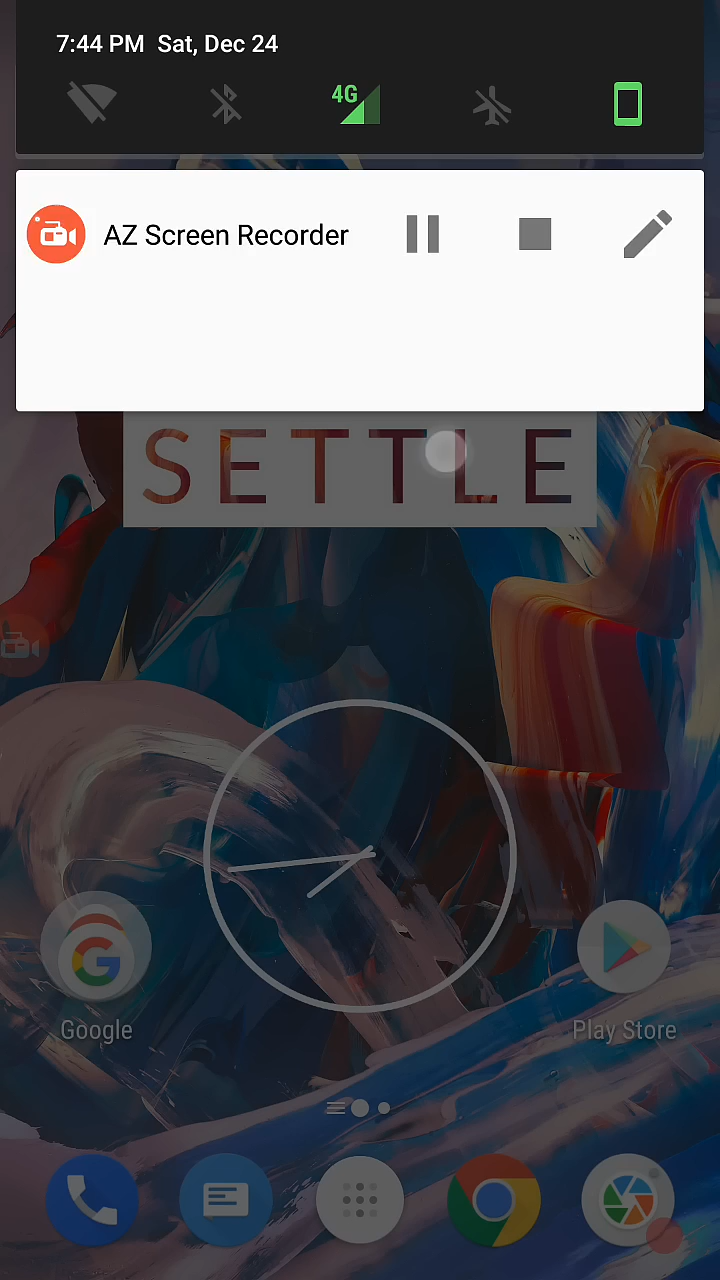 7:44 PM Sat, Dec 24
4G
AZ Screen Recorder
SETTLE
Google
Play Store